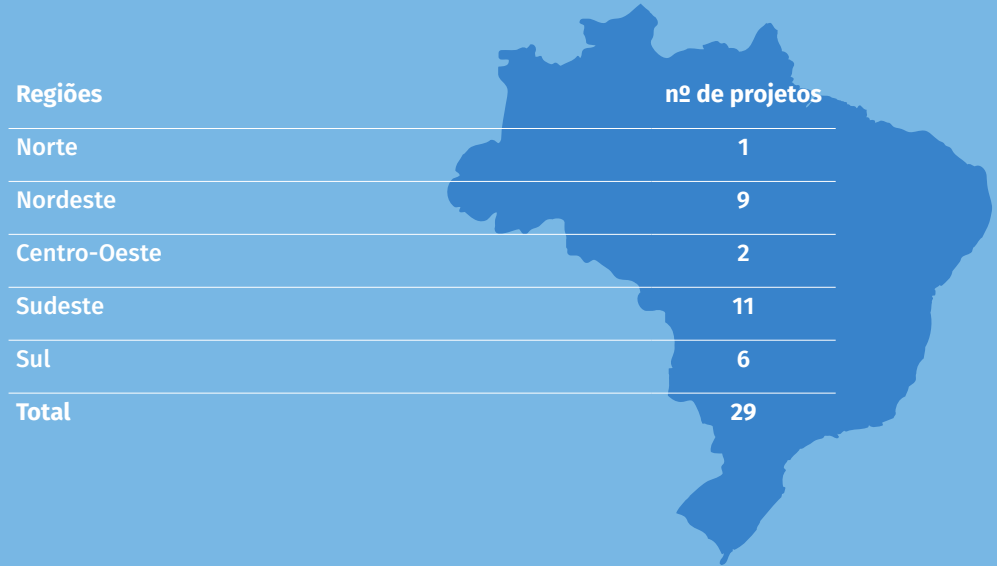 Regiões nº de projetos
Norte 1
Nordeste 9
Centro-Oeste 2
Sudeste 11
Sul 6
Total 29